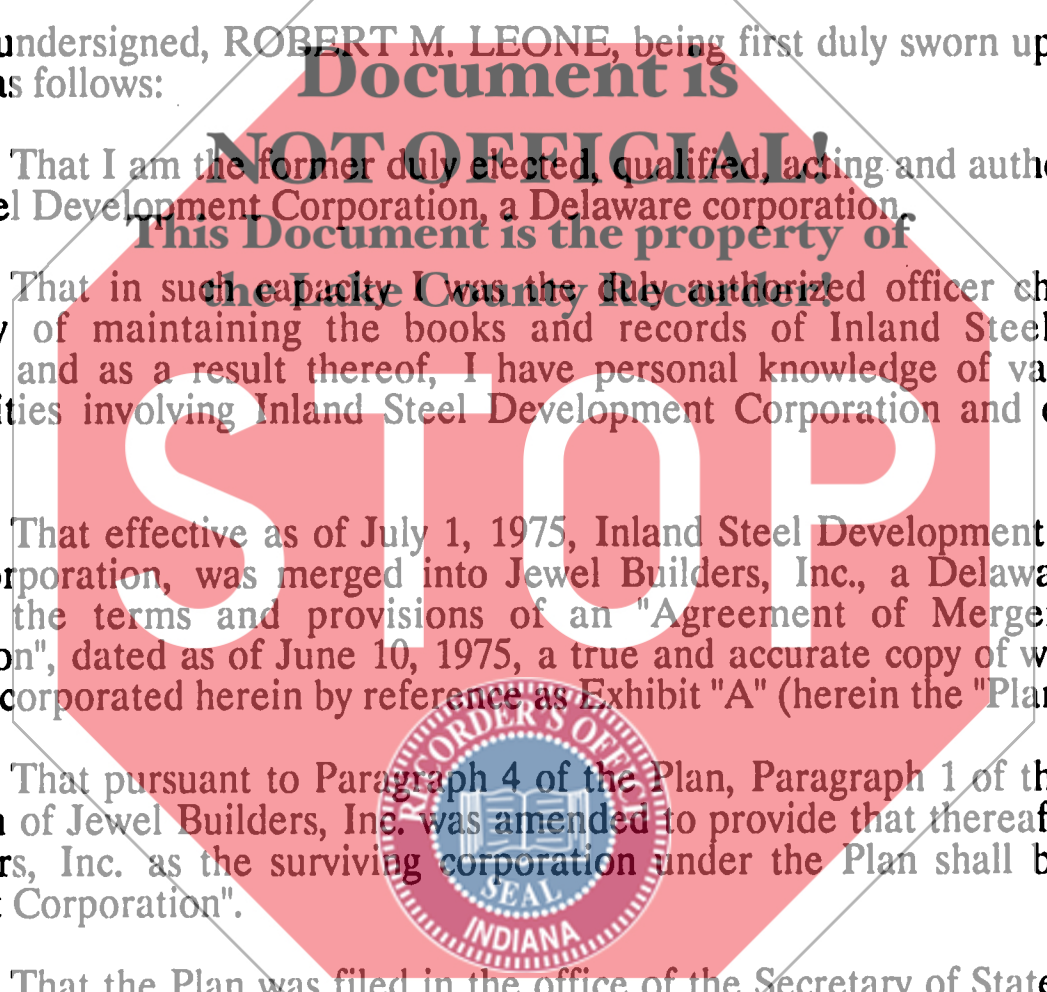 undersigned, ROBERT M. LEONE, being first duly sworn up
as follows:
Document is
NOT OFFICIAL!
That I am the former duly elected, qualified, acting and autho
el Development Corporation, a Delaware corporation.
This Document is the property of
the Lake County Recorder!
That in such capacity I was the duly authorized officer ch
y of maintaining the books and records of Inland Steel
and as a result thereof, I have personal knowledge of va
ities involving Inland Steel Development Corporation and
STOP
That effective as of July 1, 1975, Inland Steel Development
rporation, was merged into Jewel Builders, Inc., a Delawa
the terms and provisions of an "Agreement of Merge
on", dated as of June 10, 1975, a true and accurate copy of w
corporated herein by reference as Exhibit "A" (herein the "Plan
RECORDER'S OFFICE
That pursuant to Paragraph 4 of the Plan, Paragraph 1 of th
n of Jewel Builders, Inc. was amended to provide that thereaf
rs, Inc. as the surviving corporation under the Plan shall b
t Corporation".
SEAL
INDIANA
That the Plan was filed in the office of the Secretary of State